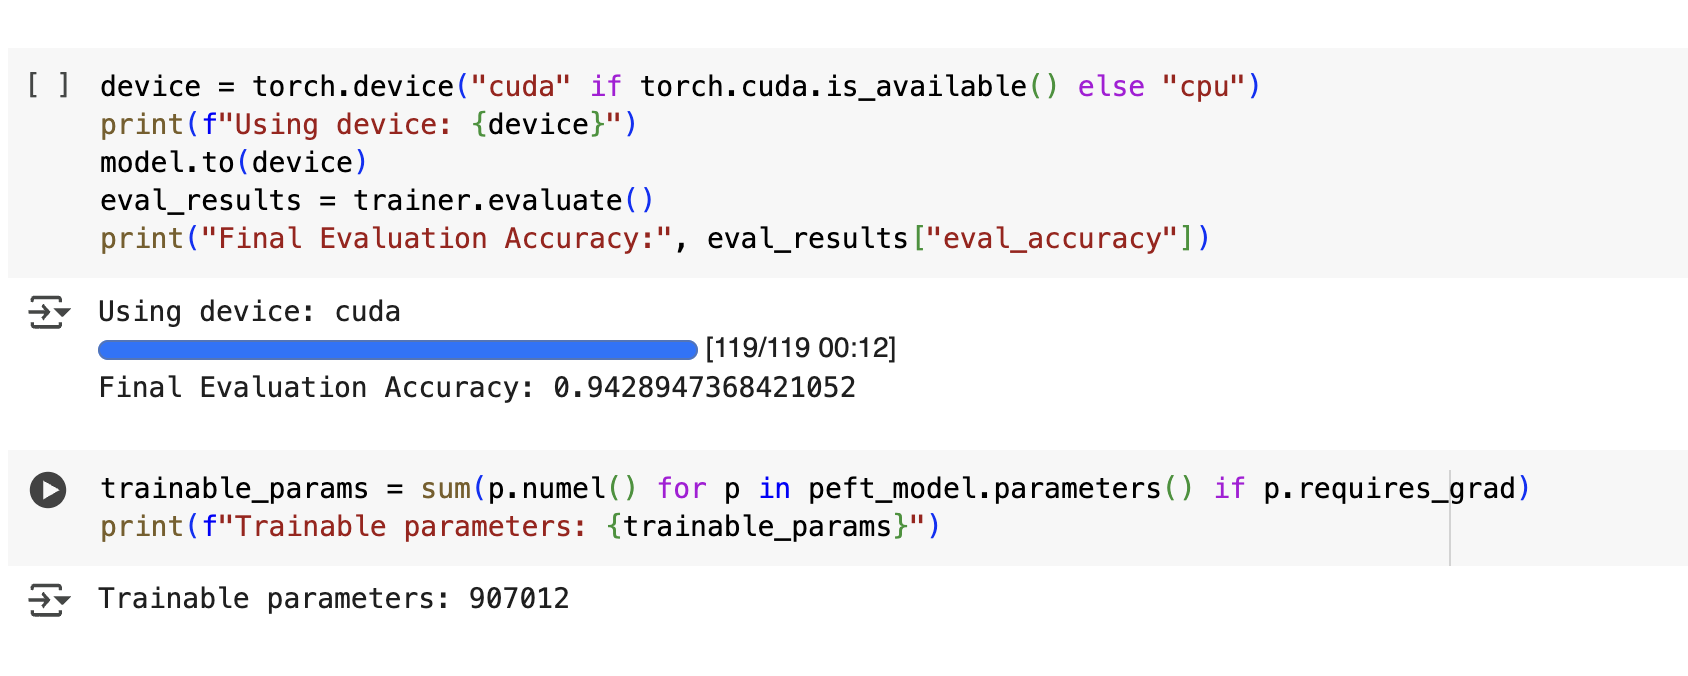 [ ] device = torch.device("cuda" if torch.cuda.is_available() else "cpu")
print(f"Using device: {device}")
model.to(device)
eval_results = trainer.evaluate()
print("Final Evaluation Accuracy:", eval_results["eval_accuracy"])
Using device: cuda
[119/119 00:12]
Final Evaluation Accuracy: 0.9428947368421052
trainable_params = sum(p.numel() for p in peft_model.parameters() if p.requires_grad)
print(f"Trainable parameters: {trainable_params}")
Trainable parameters: 907012